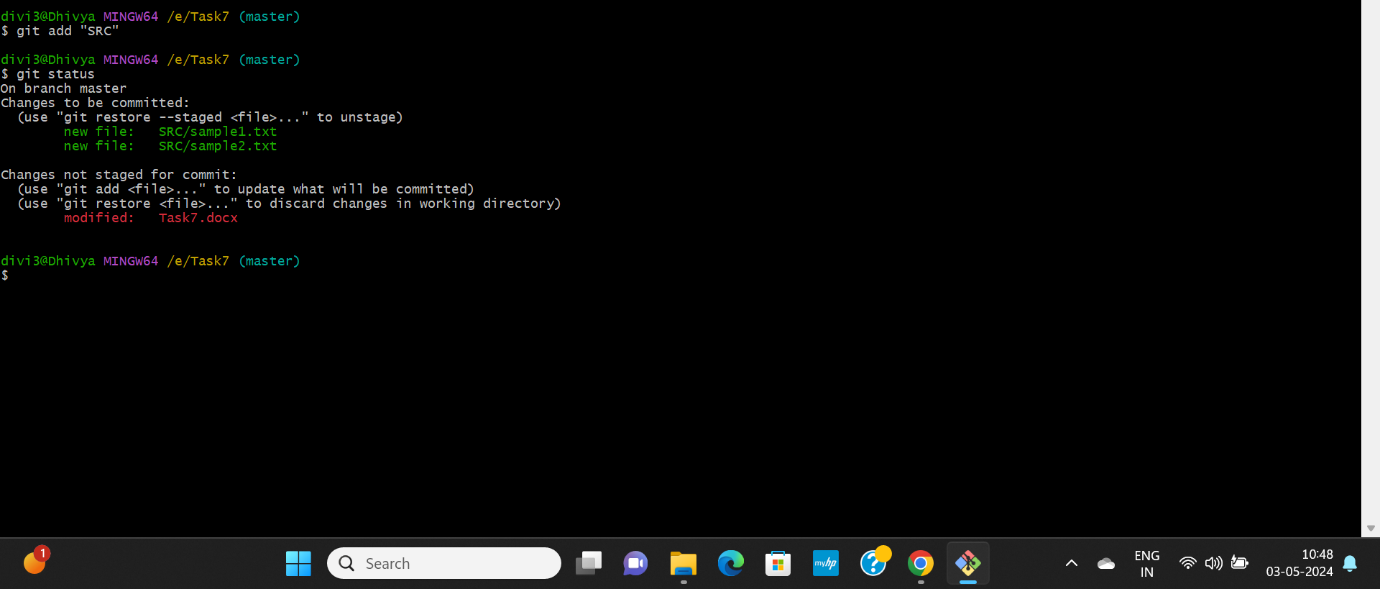 divi3@Dhivya MINGW64 /e/Task7 (master)
$ git add "SRC"
divi3@Dhivya MINGW64 /e/Task7 (master)
$ git status
On branch master
Changes to be committed:
  (use "git restore --staged <file>..." to unstage)
        new file:   SRC/sample1.txt
        new file:   SRC/sample2.txt
Changes not staged for commit:
  (use "git add <file>..." to update what will be committed)
  (use "git restore <file>..." to discard changes in working directory)
        modified:   Task7.docx
divi3@Dhivya MINGW64 /e/Task7 (master)
$
1
Search
myhp
?
ENG
IN
10:48
03-05-2024